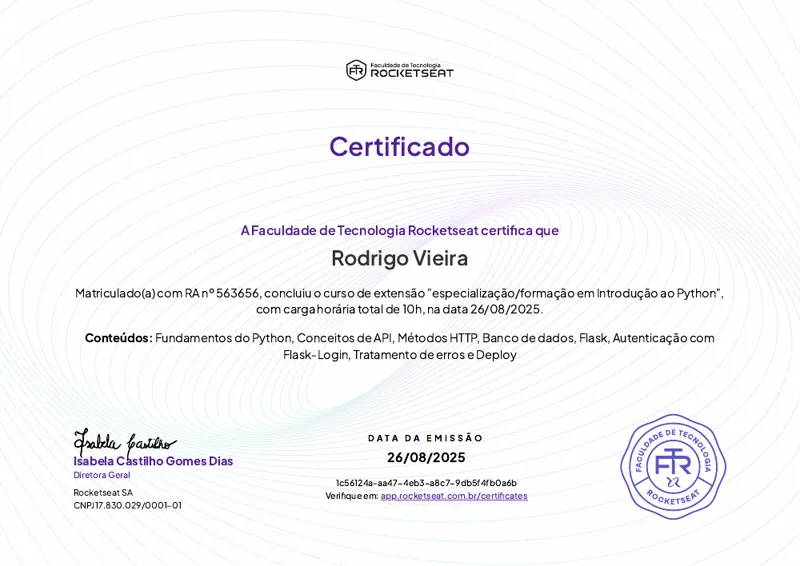 Faculdade de Tecnologia
ROCKETSEAT
Certificado
A Faculdade de Tecnologia Rocketseat certifica que
Rodrigo Vieira
Matriculado(a) com RA nº 563656, concluiu o curso de extensão "especialização/formação em Introdução ao Python",
com carga horária total de 10h, na data 26/08/2025.
Conteúdos: Fundamentos do Python, Conceitos de API, Métodos HTTP, Banco de dados, Flask, Autenticação com
Flask-Login, Tratamento de erros e Deploy
Isabela Castilho
Isabela Castilho Gomes Dias
Diretora Geral
Rocketseat SA
CNPJ 17.830.029/0001-01
DATA DA EMISSÃO
26/08/2025
1c56124a-aa47-4eb3-a8c7-9db5f4fb0a6b
Verifique em: app.rocketseat.com.br/certificates
FACULDADE DE TECNOLOGIA
FTR
ROCKETSEAT